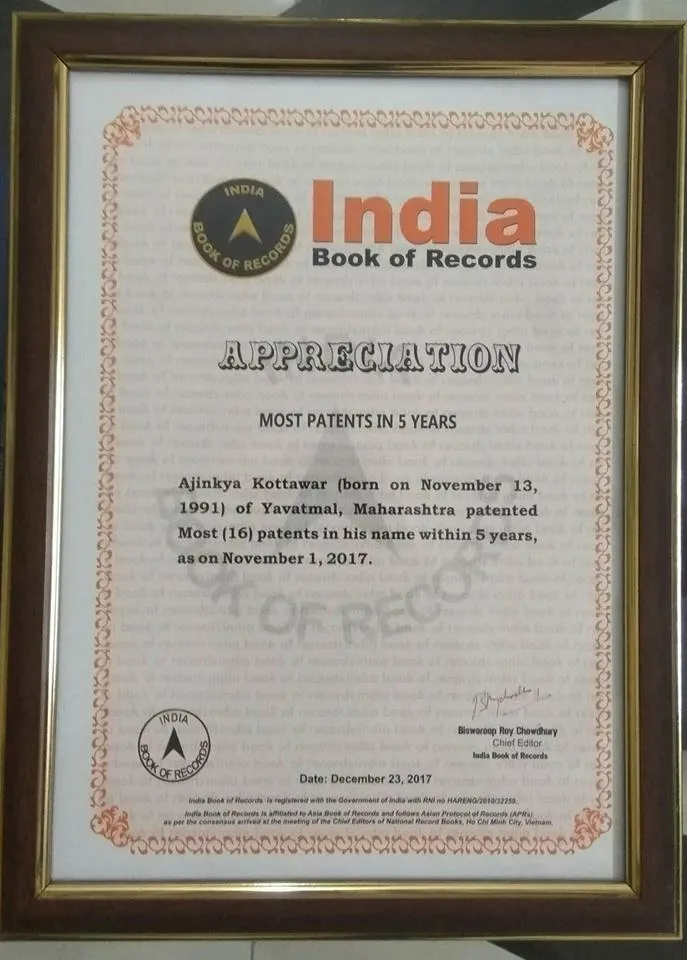 INDIA
BOOK OF RECORDS
India
Book of Records
APPRECIATION
MOST PATENTS IN 5 YEARS
Ajinkya Kottawar (born on November 13,
1991) of Yavatmal, Maharashtra patented
Most (16) patents in his name within 5 years,
as on November 1, 2017.
BOOK OF RECORDS
Biswaroop Roy Chowdhury
Chief Editor
India Book of Records
INDIA
BOOK OF RECORDS
Date: December 23, 2017
India Book of Records is registered with the Government of India with RNI no HARENG/2010/32259.
India Book of Records is affiliated to Asia Book of Records and follows Asian Protocol of Records (APRs)
as per the consensus arrived at the meeting of the Chief Editors of National Record Books, Ho Chi Minh City, Vietnam.